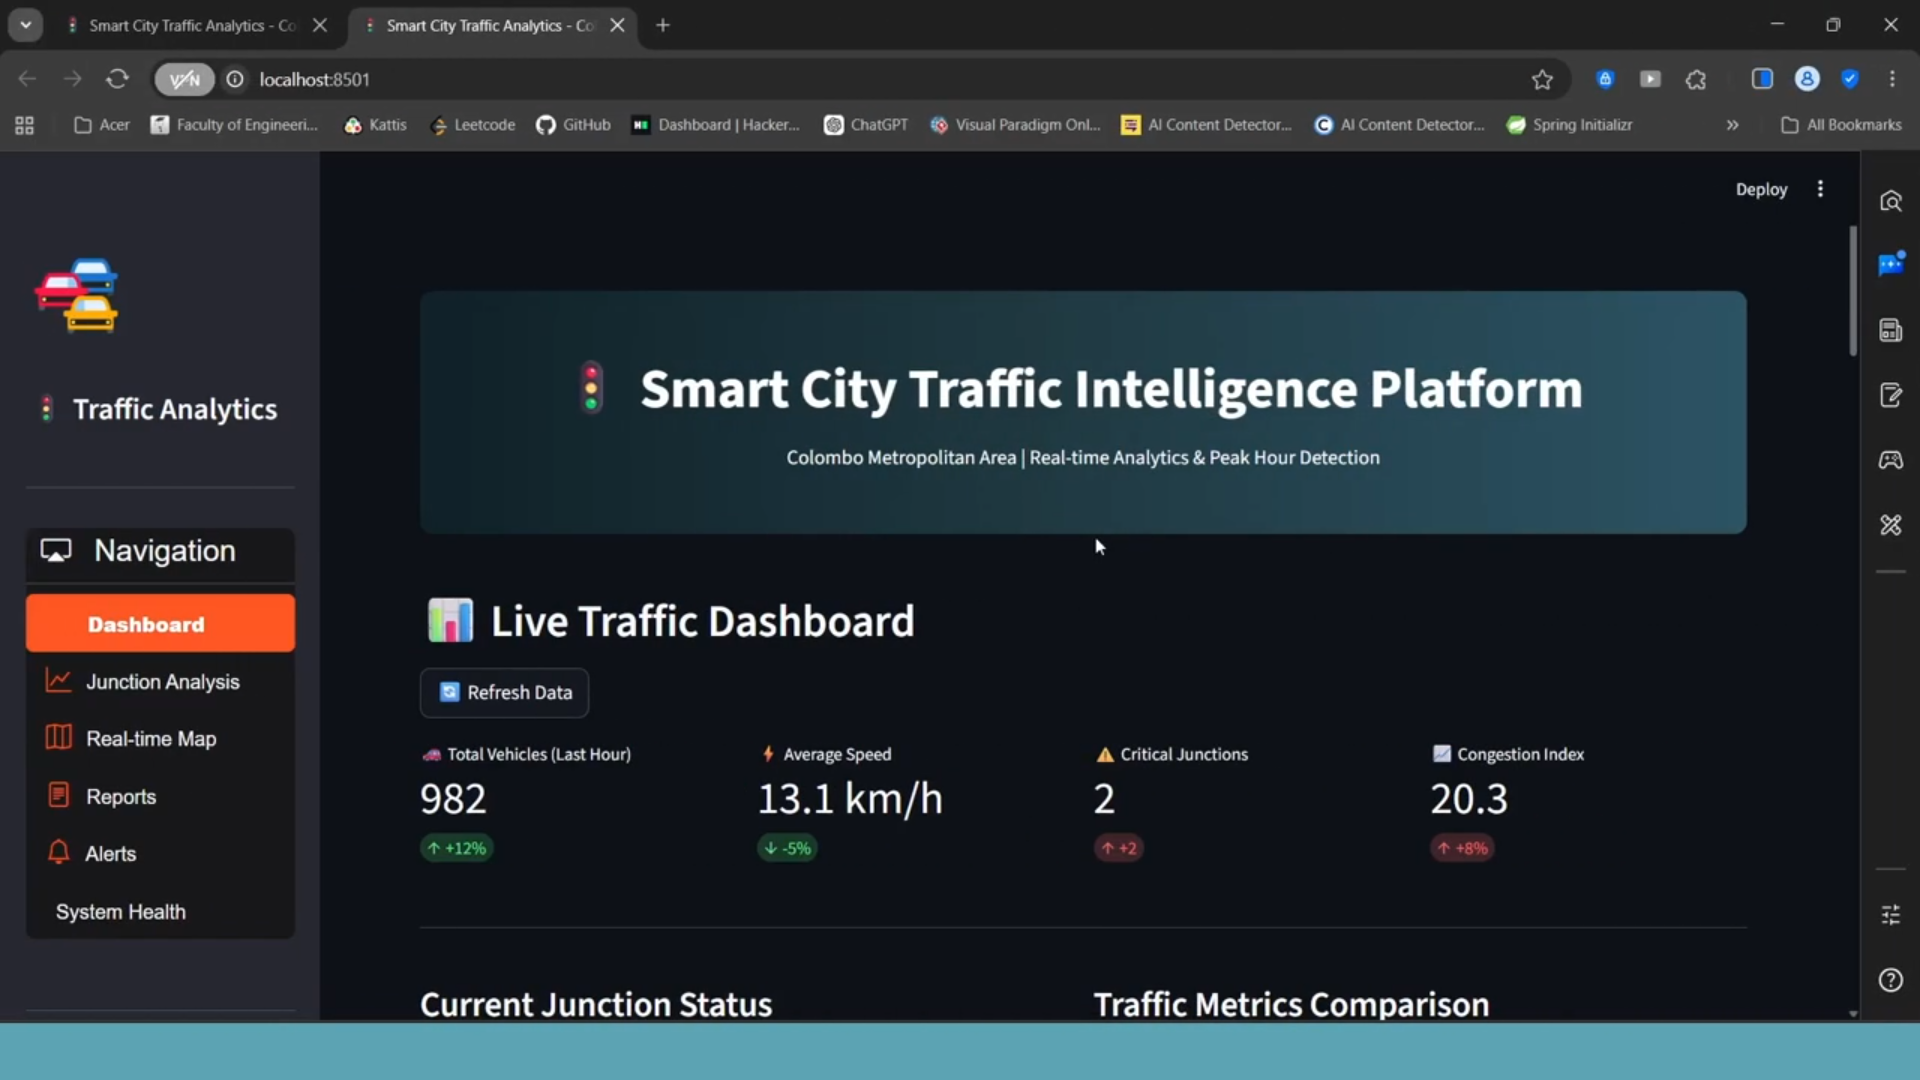 Smart City Traffic Analytics - Co
Smart City Traffic Analytics - Co
VPN
localhost:8501
Acer
Faculty of Engineeri...
Kattis
Leetcode
GitHub
Dashboard | Hacker...
ChatGPT
Visual Paradigm Onl...
AI Content Detector...
AI Content Detector...
Spring Initializr
All Bookmarks
Deploy
Traffic Analytics
Navigation
Dashboard
Junction Analysis
Real-time Map
Reports
Alerts
System Health
Smart City Traffic Intelligence Platform
Colombo Metropolitan Area | Real-time Analytics & Peak Hour Detection
Live Traffic Dashboard
Refresh Data
Total Vehicles (Last Hour)
982
↑ +12%
Average Speed
13.1 km/h
↓ -5%
Critical Junctions
2
↑ +2
Congestion Index
20.3
↑ +8%
Current Junction Status
Traffic Metrics Comparison